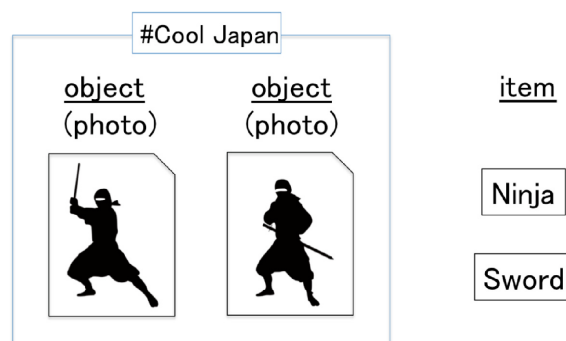 #Cool Japan
object
(photo)
object
(photo)
item
Ninja
Sword